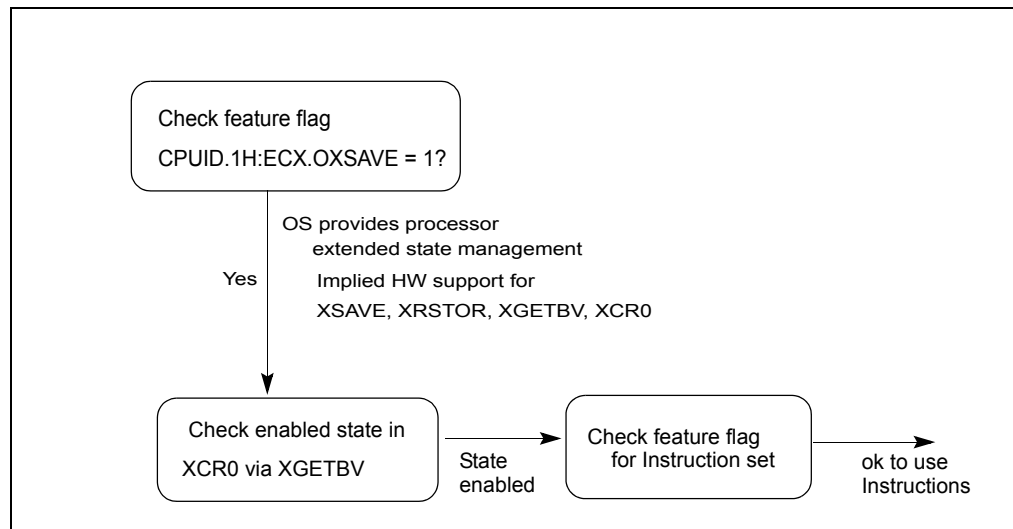 Check feature flag
CPUID.1H:ECX.OXSAVE = 1?
OS provides processor
extended state management
Yes
Implied HW support for
XSAVE, XRSTOR, XGETBV, XCR0
Check enabled state in
XCR0 via XGETBV
State
enabled
Check feature flag
for Instruction set
ok to use
Instructions